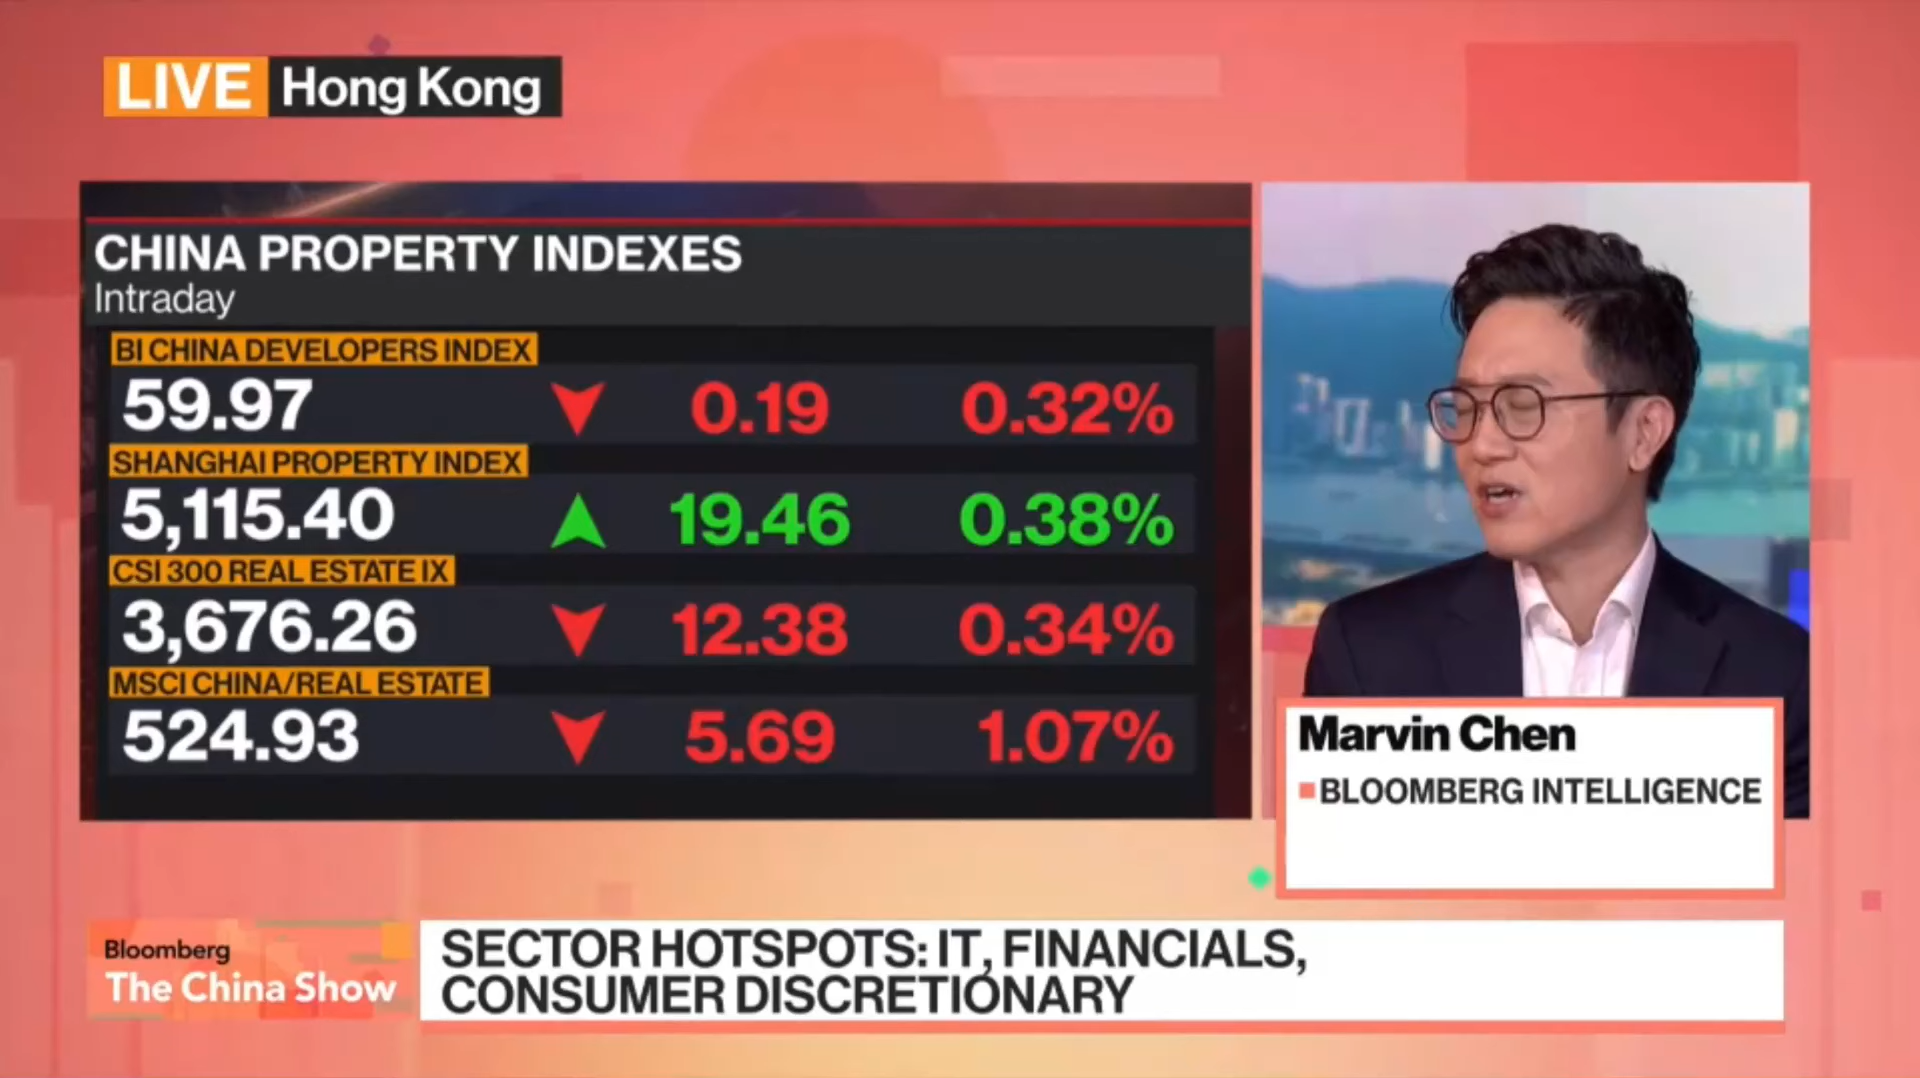 LIVE Hong Kong
CHINA PROPERTY INDEXES
Intraday
BI CHINA DEVELOPERS INDEX
59.97 ▼ 0.19 0.32%
SHANGHAI PROPERTY INDEX
5,115.40 ▲ 19.46 0.38%
CSI 300 REAL ESTATE IX
3,676.26 ▼ 12.38 0.34%
MSCI CHINA/REAL ESTATE
524.93 ▼ 5.69 1.07%
Marvin Chen
BLOOMBERG INTELLIGENCE
Bloomberg
The China Show
SECTOR HOTSPOTS: IT, FINANCIALS,
CONSUMER DISCRETIONARY